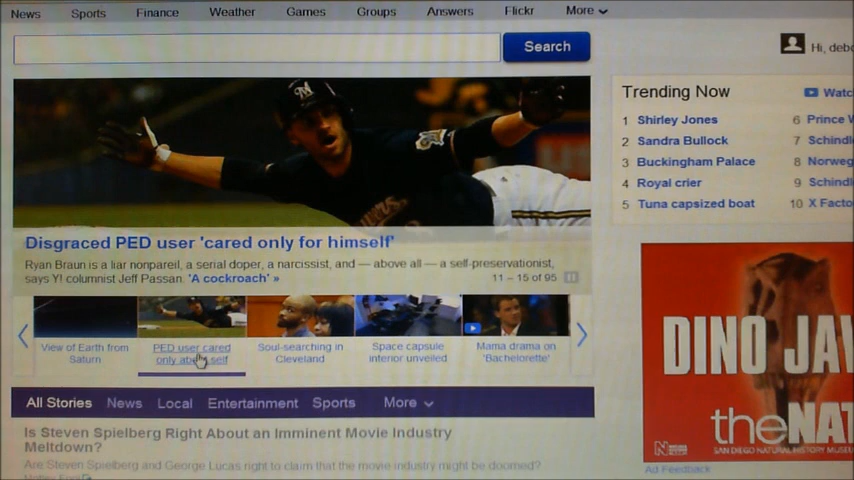 News Sports Finance Weather Games Groups Answers Flickr More
Search
Hi, debo
Disgraced PED user 'cared only for himself'
Ryan Braun is a liar nonpareil, a serial doper, a narcissist, and — above all — a self-preservationist,
says Y! columnist Jeff Passan. 'A cockroach' »
11 – 15 of 95
View of Earth from
Saturn
PED user cared
only above self
Soul-searching in
Cleveland
Space capsule
interior unveiled
Mama drama on
'Bachelorette'
All Stories News Local Entertainment Sports More
Is Steven Spielberg Right About an Imminent Movie Industry
Meltdown?
Are Steven Spielberg and George Lucas right to claim that the movie industry might be doomed?
Trending Now
Watc
1 Shirley Jones
2 Sandra Bullock
3 Buckingham Palace
4 Royal crier
5 Tuna capsized boat
6 Prince W
7 Schindl
8 Norweg
9 Schindl
10 X Facto
M
DINO JAW
theNAT
SAN DIEGO NATURAL HISTORY MUSEU
Ad Feedback